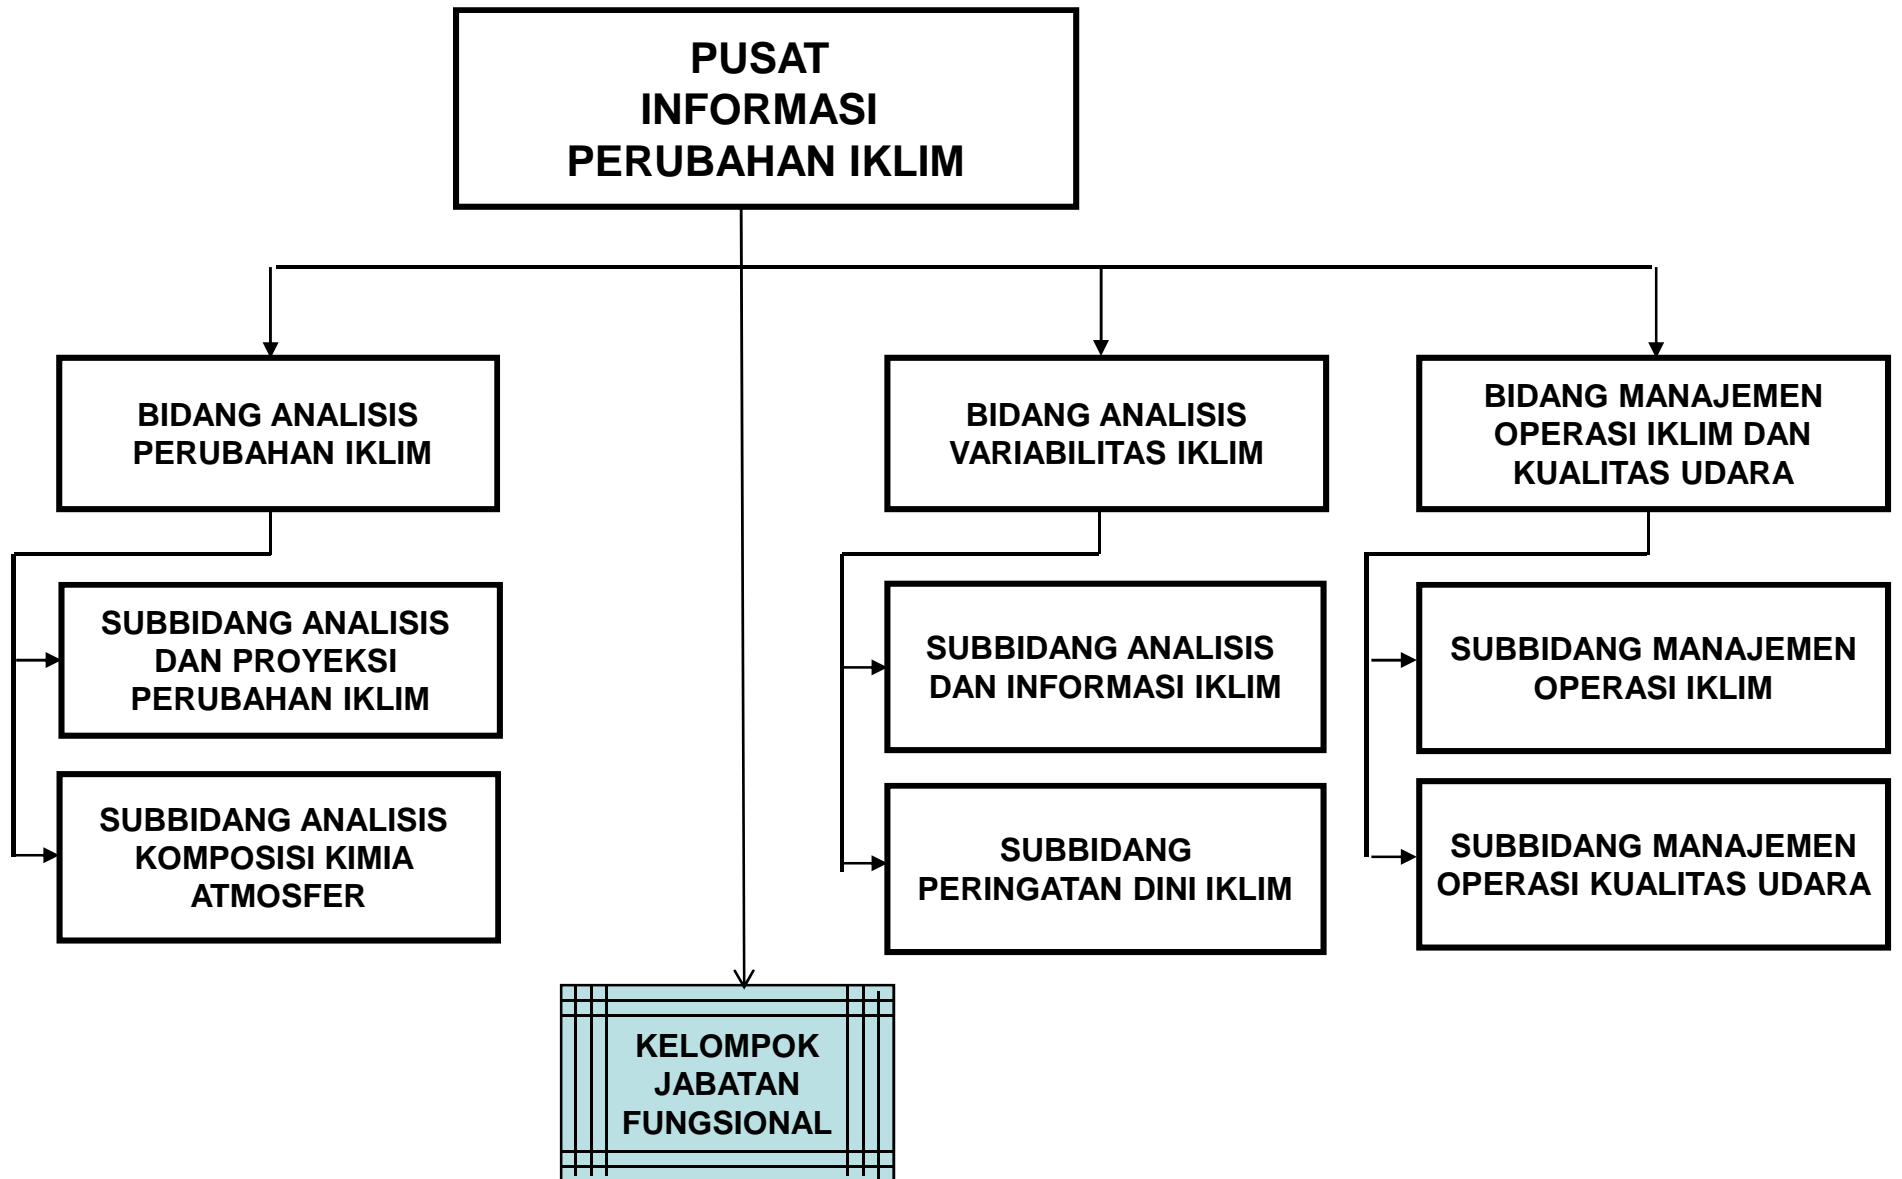 PUSAT
INFORMASI
PERUBAHAN IKLIM
BIDANG ANALISIS
PERUBAHAN IKLIM
BIDANG ANALISIS
VARIABILITAS IKLIM
BIDANG MANAJEMEN
OPERASI IKLIM DAN
KUALITAS UDARA
SUBBIDANG ANALISIS
DAN PROYEKSI
PERUBAHAN IKLIM
SUBBIDANG ANALISIS
DAN INFORMASI IKLIM
SUBBIDANG MANAJEMEN
OPERASI IKLIM
SUBBIDANG ANALISIS
KOMPOSISI KIMIA
ATMOSFER
SUBBIDANG
PERINGATAN DINI IKLIM
SUBBIDANG MANAJEMEN
OPERASI KUALITAS UDARA
KELOMPOK
JABATAN
FUNGSIONAL